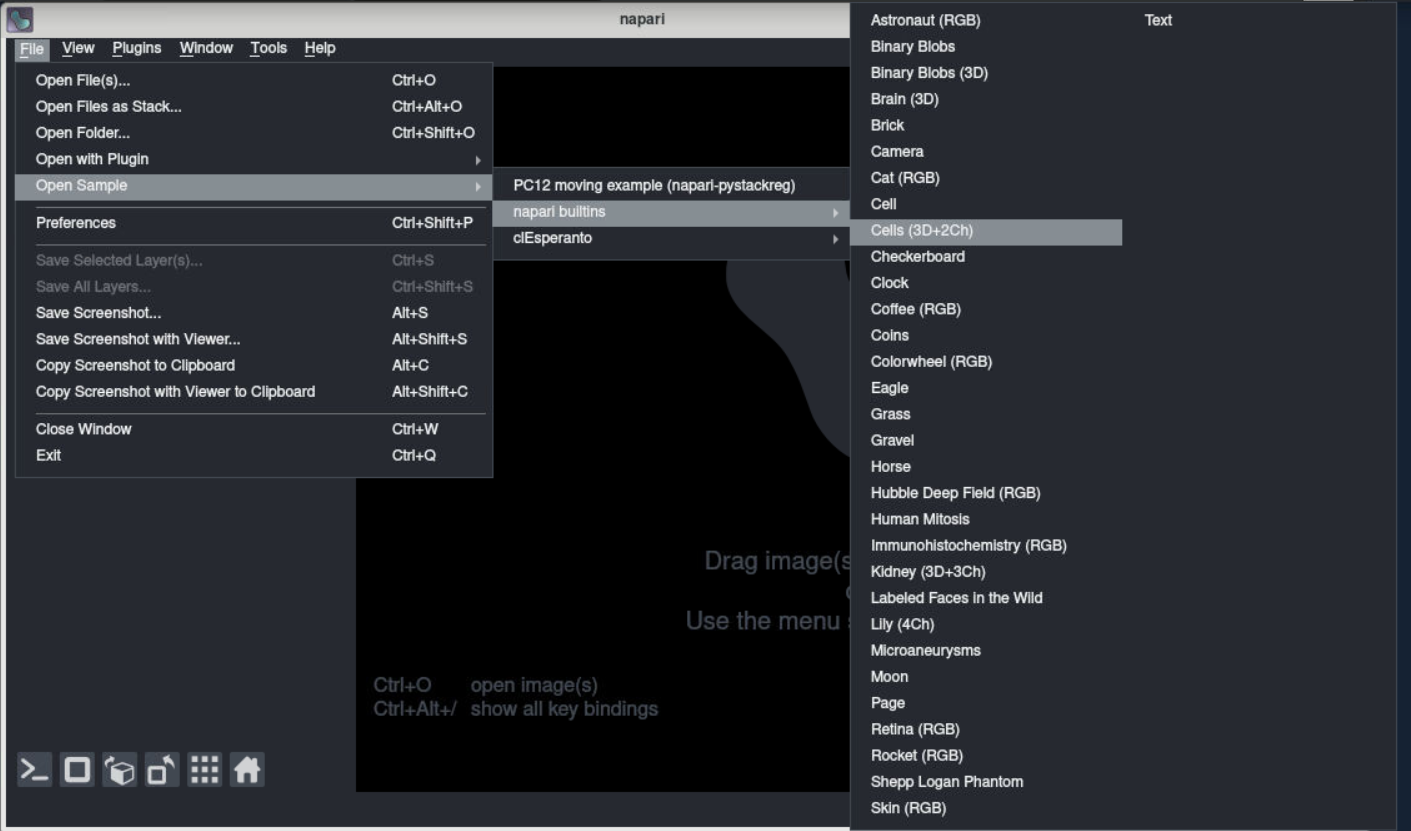 napari
File View Plugins Window Tools Help
Open File(s)... Ctrl+O
Open Files as Stack... Ctrl+Alt+O
Open Folder... Ctrl+Shift+O
Open with Plugin
Open Sample
Preferences Ctrl+Shift+P
Save Selected Layer(s)... Ctrl+S
Save All Layers... Ctrl+Shift+S
Save Screenshot... Alt+S
Save Screenshot with Viewer... Alt+Shift+S
Copy Screenshot to Clipboard Alt+C
Copy Screenshot with Viewer to Clipboard Alt+Shift+C
Close Window Ctrl+W
Exit Ctrl+Q
PC12 moving example (napari-pystackreg)
napari builtins
clEsperanto
Astronaut (RGB)
Binary Blobs
Binary Blobs (3D)
Brain (3D)
Brick
Camera
Cat (RGB)
Cell
Cells (3D+2Ch)
Checkerboard
Clock
Coffee (RGB)
Coins
Colorwheel (RGB)
Eagle
Grass
Gravel
Horse
Hubble Deep Field (RGB)
Human Mitosis
Immunohistochemistry (RGB)
Kidney (3D+3Ch)
Labeled Faces in the Wild
Lily (4Ch)
Microaneurysms
Moon
Page
Retina (RGB)
Rocket (RGB)
Shepp Logan Phantom
Skin (RGB)
Text
Drag image(s
Use the menu
Ctrl+O open image(s)
Ctrl+Alt+/ show all key bindings